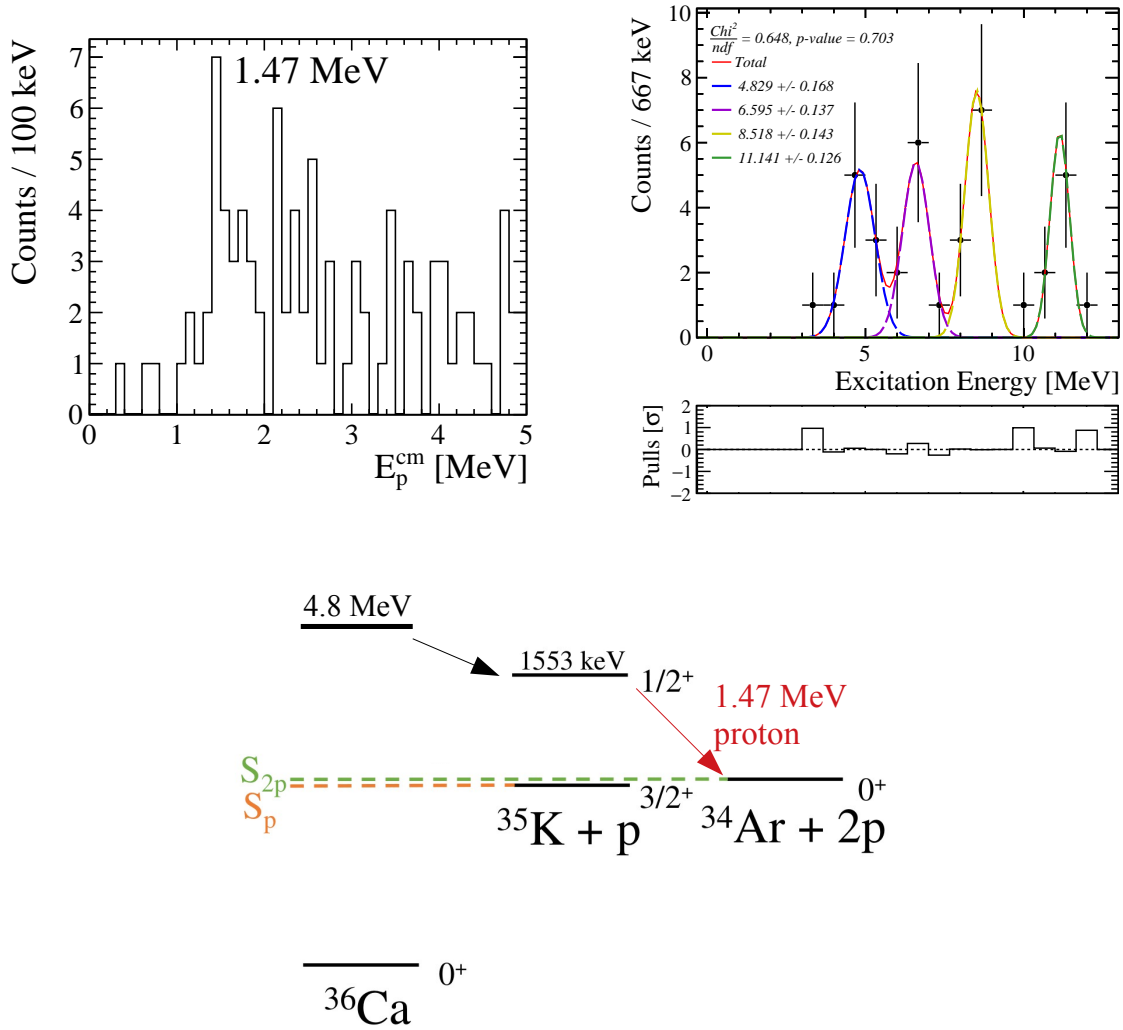 1.47 MeV
Counts / 100 keV
7
6
5
4
3
2
1
0
0 1 2 3 4 5
E_p^cm [MeV]
Counts / 667 keV
10
8
6
4
2
0
Chi²/ndf = 0.648, p-value = 0.703
Total
4.829 +/- 0.168
6.595 +/- 0.137
8.518 +/- 0.143
11.141 +/- 0.126
0 5 10
Excitation Energy [MeV]
Pulls [σ]
2
1
0
−1
−2
4.8 MeV
1553 keV
1/2⁺
1.47 MeV
proton
S_2p
S_p
3/2⁺
0⁺
³⁵K + p
³⁴Ar + 2p
0⁺
³⁶Ca